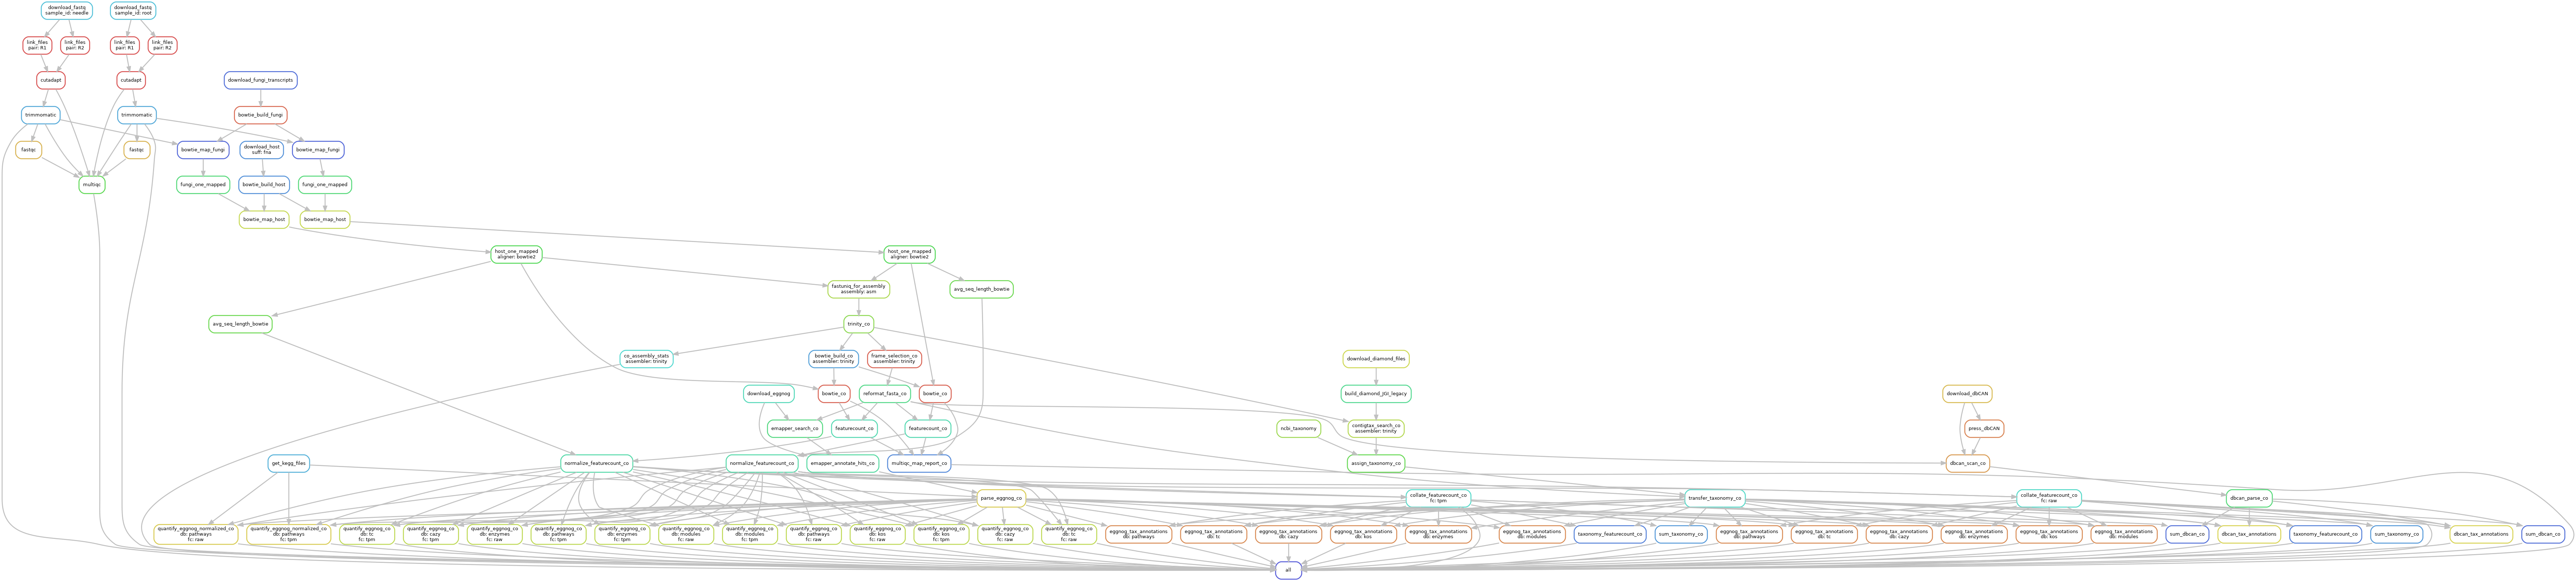 download_fastq
sample_id: needle
download_fastq
sample_id: root
link_files
pair: R1
link_files
pair: R2
link_files
pair: R1
link_files
pair: R2
cutadapt
cutadapt
download_fungi_transcripts
trimmomatic
trimmomatic
bowtie_build_fungi
fastqc
fastqc
bowtie_map_fungi
download_host
suff: fna
bowtie_map_fungi
multiqc
fungi_one_mapped
bowtie_build_host
fungi_one_mapped
bowtie_map_host
bowtie_map_host
host_one_mapped
aligner: bowtie2
host_one_mapped
aligner: bowtie2
fastuniq_for_assembly
assembly: asm
avg_seq_length_bowtie
avg_seq_length_bowtie
trinity_co
co_assembly_stats
assembler: trinity
bowtie_build_co
assembler: trinity
frame_selection_co
assembler: trinity
download_diamond_files
download_eggnog
bowtie_co
reformat_fasta_co
bowtie_co
build_diamond_JGI_legacy
download_dbCAN
emapper_search_co
featurecount_co
featurecount_co
ncbi_taxonomy
contigtax_search_co
assembler: trinity
press_dbCAN
get_kegg_files
normalize_featurecount_co
normalize_featurecount_co
emapper_annotate_hits_co
multiqc_map_report_co
assign_taxonomy_co
dbcan_scan_co
parse_eggnog_co
collate_featurecount_co
fc: tpm
transfer_taxonomy_co
collate_featurecount_co
fc: raw
dbcan_parse_co
quantify_eggnog_normalized_co
db: pathways
fc: raw
quantify_eggnog_normalized_co
db: pathways
fc: tpm
quantify_eggnog_co
db: tc
fc: tpm
quantify_eggnog_co
db: cazy
fc: tpm
quantify_eggnog_co
db: enzymes
fc: raw
quantify_eggnog_co
db: pathways
fc: tpm
quantify_eggnog_co
db: enzymes
fc: tpm
quantify_eggnog_co
db: modules
fc: raw
quantify_eggnog_co
db: modules
fc: tpm
quantify_eggnog_co
db: pathways
fc: raw
quantify_eggnog_co
db: kos
fc: raw
quantify_eggnog_co
db: kos
fc: tpm
quantify_eggnog_co
db: cazy
fc: raw
quantify_eggnog_co
db: tc
fc: raw
eggnog_tax_annotations
db: pathways
eggnog_tax_annotations
db: tc
eggnog_tax_annotations
db: cazy
eggnog_tax_annotations
db: kos
eggnog_tax_annotations
db: enzymes
eggnog_tax_annotations
db: modules
taxonomy_featurecount_co
sum_taxonomy_co
eggnog_tax_annotations
db: pathways
eggnog_tax_annotations
db: tc
eggnog_tax_annotations
db: cazy
eggnog_tax_annotations
db: enzymes
eggnog_tax_annotations
db: kos
eggnog_tax_annotations
db: modules
sum_dbcan_co
dbcan_tax_annotations
taxonomy_featurecount_co
sum_taxonomy_co
dbcan_tax_annotations
sum_dbcan_co
all